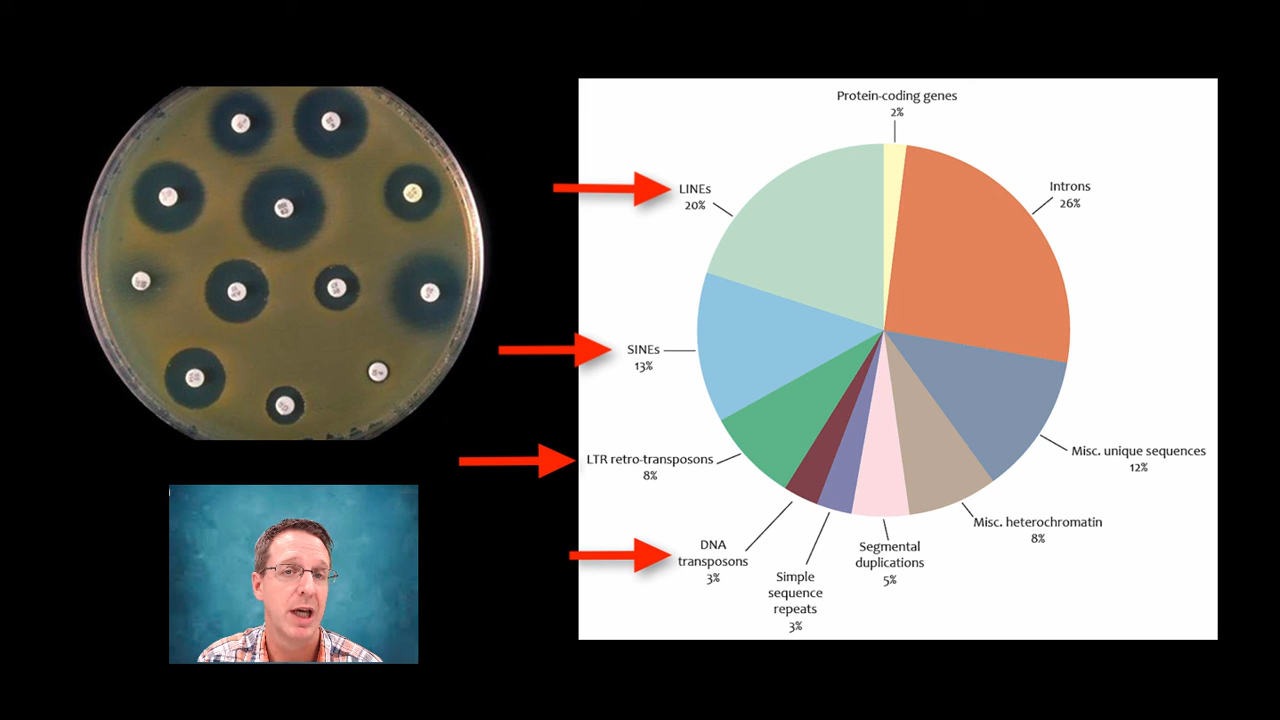 Protein-coding genes
2%
LINEs
20%
Introns
26%
SINEs
13%
LTR retro-transposons
8%
Misc. unique sequences
12%
DNA
transposons
3%
Simple
sequence
repeats
3%
Segmental
duplications
5%
Misc. heterochromatin
8%